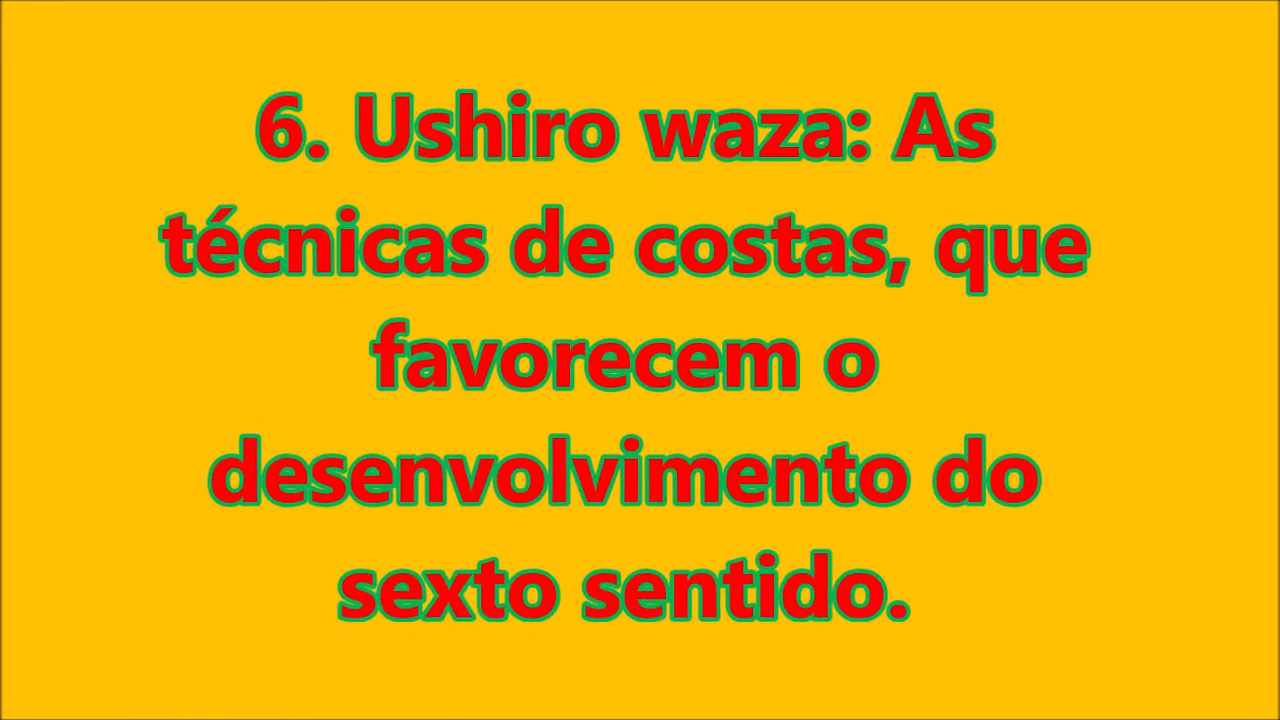 6. Ushiro waza: As
técnicas de costas, que
favorecem o
desenvolvimento do
sexto sentido.